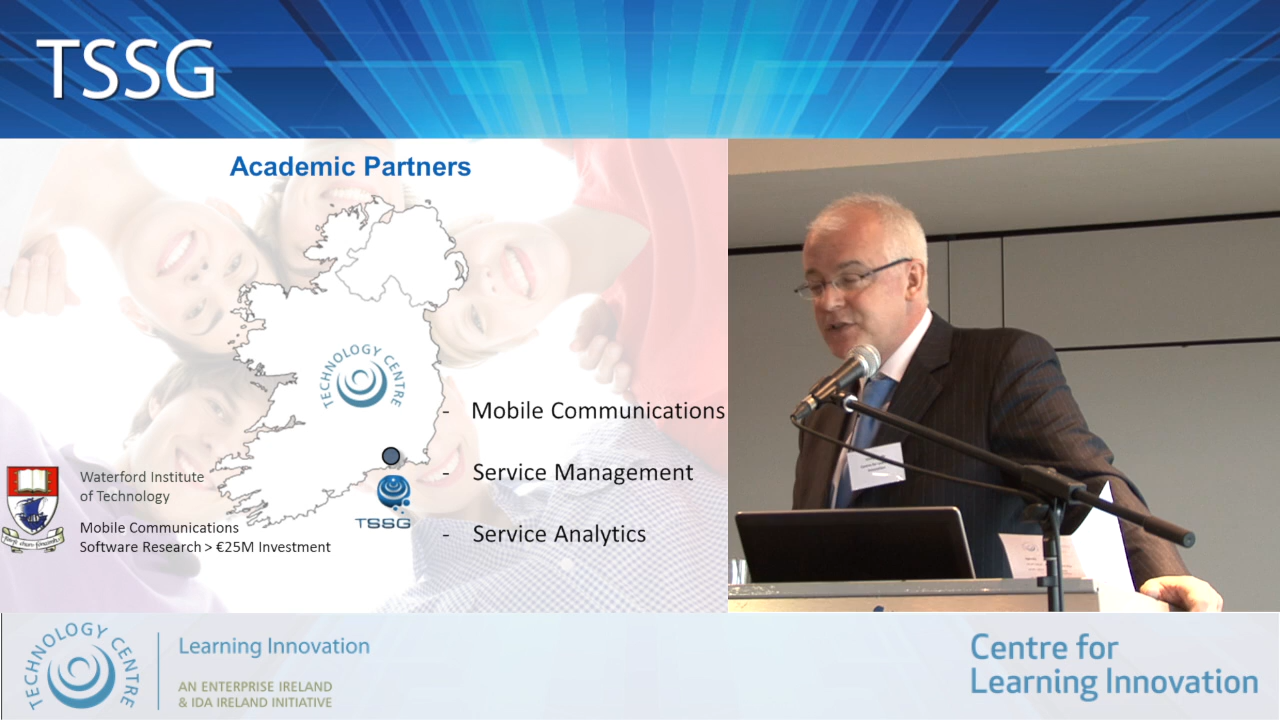 TSSG
Academic Partners
TECHNOLOGY CENTRE
- Mobile Communications
- Service Management
- Service Analytics
TSSG
Waterford Institute
of Technology
Mobile Communications
Software Research > €25M Investment
TECHNOLOGY CENTRE
Learning Innovation
AN ENTERPRISE IRELAND
& IDA IRELAND INITIATIVE
Centre for
Learning Innovation